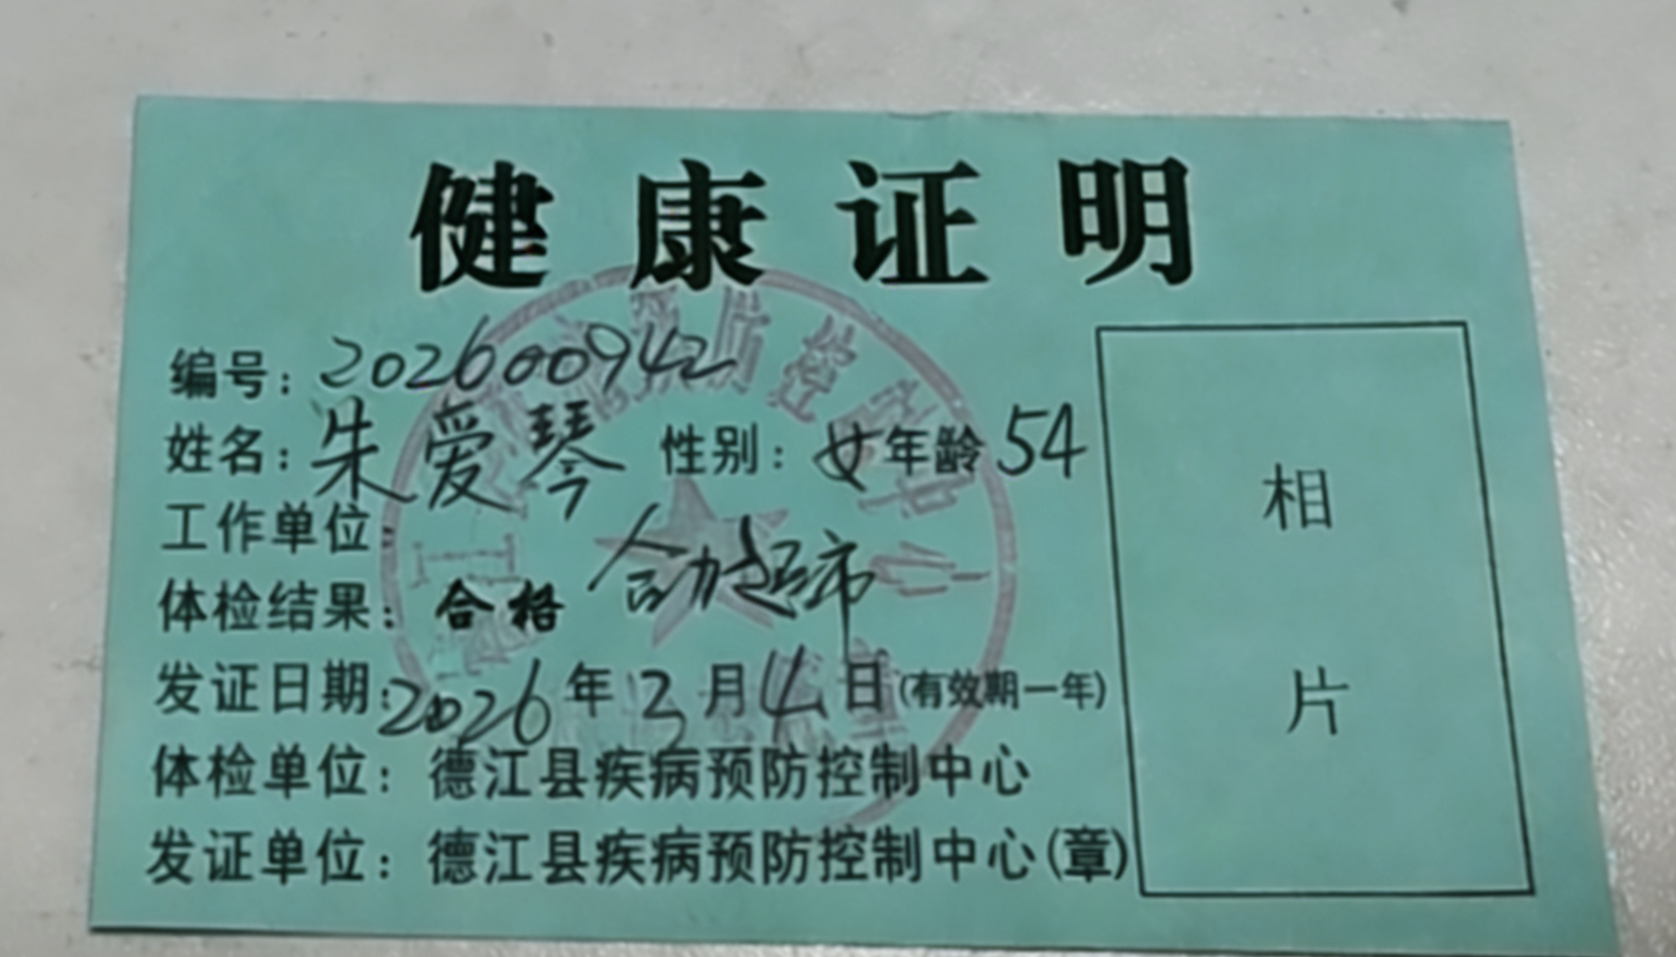 健康证明
编号：202600942
姓名：朱爱琴 性别：女 年龄 54
工作单位：
体检结果：合格
发证日期：2026年3月4日（有效期一年）
体检单位：德江县疾病预防控制中心
发证单位：德江县疾病预防控制中心（章）
相
片